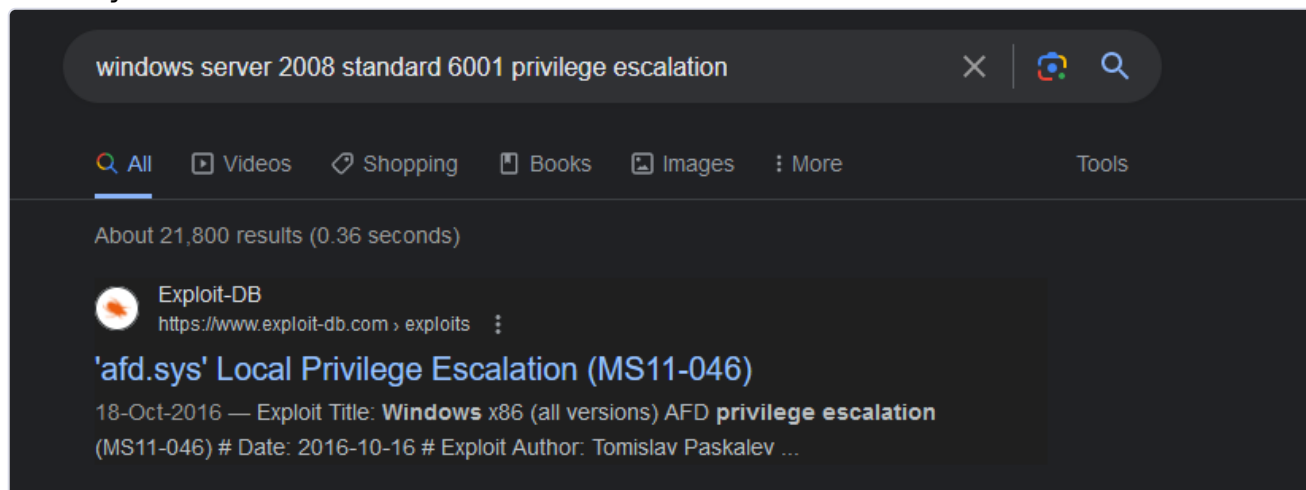 windows server 2008 standard 6001 privilege escalation
All Videos Shopping Books Images More Tools
About 21,800 results (0.36 seconds)
Exploit-DB
https://www.exploit-db.com › exploits
'afd.sys' Local Privilege Escalation (MS11-046)
18-Oct-2016 — Exploit Title: Windows x86 (all versions) AFD privilege escalation
(MS11-046) # Date: 2016-10-16 # Exploit Author: Tomislav Paskalev ...